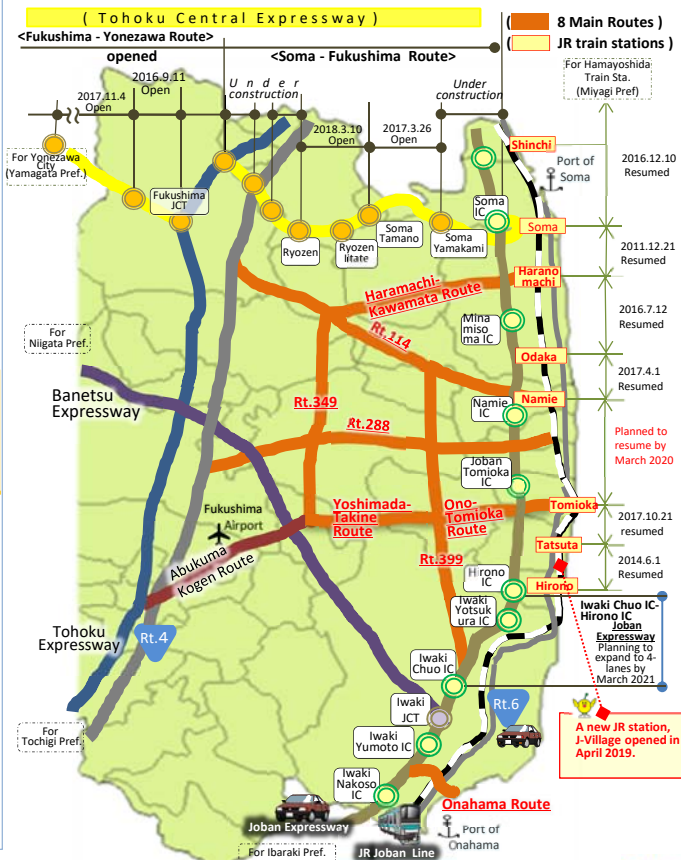 ( Tohoku Central Expressway )
<Fukushima - Yonezawa Route>
opened
<Soma - Fukushima Route>
( 8 Main Routes )
( JR train stations )
2017.11.4
Open
2016.9.11
Open
Under
construction
2018.3.10
Open
2017.3.26
Open
Under
construction
For Hamayoshida
Train Sta.
(Miyagi Pref)
For Yonezawa
City
(Yamagata Pref.)
Fukushima
JCT
Ryozen
Ryozen
Iitate
Soma
Tamano
Soma
Yamakami
Soma
IC
Shinchi
Port of
Soma
2016.12.10
Resumed
Soma
2011.12.21
Resumed
Harano
machi
Haramachi-
Kawamata Route
Rt.114
Mina
miso
ma IC
2016.7.12
Resumed
For
Niigata Pref.
Odaka
Banetsu
Expressway
Rt.349
2017.4.1
Resumed
Namie
Namie
IC
Rt.288
Planned to
resume by
March 2020
Joban
Tomioka
IC
Fukushima
Airport
Yoshimada-
Takine
Route
Ono-
Tomioka
Route
Tomioka
2017.10.21
resumed
Tatsuta
Abukuma
Kogen Route
Rt.399
2014.6.1
Resumed
Hirono
IC
Hirono
Iwaki
Yotsuk
ura IC
Iwaki Chuo IC-
Hirono IC
Joban
Expressway
Planning to
expand to 4-
lanes by
March 2021
Tohoku
Expressway
Rt.4
Iwaki
Chuo IC
Iwaki
JCT
Rt.6
For
Tochigi Pref.
Iwaki
Yumoto IC
A new JR station,
J-Village opened in
April 2019.
Iwaki
Nakoso
IC
Onahama Route
Joban Expressway
Port of
Onahama
For Ibaraki Pref.
JR Joban Line